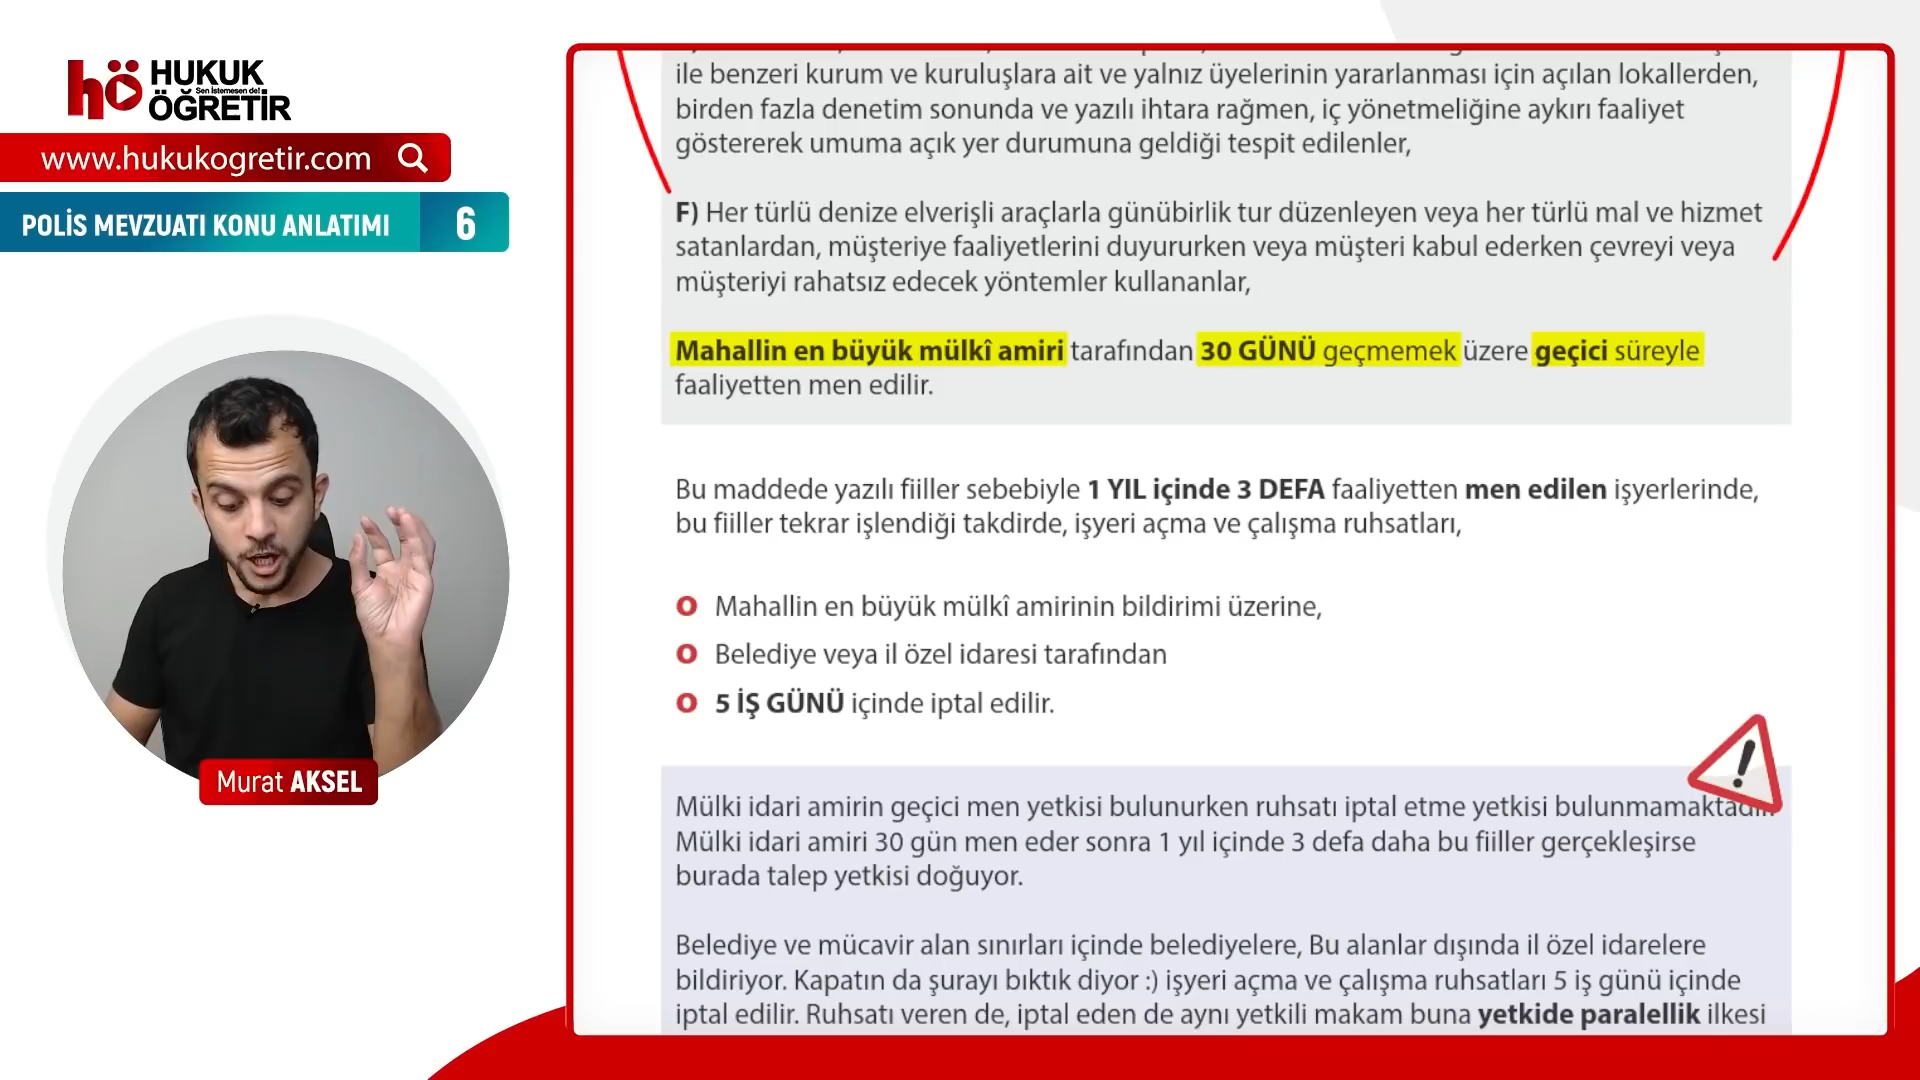 hö HUKUK
Sen İstemesen de!
ÖĞRETİR
www.hukukogretir.com
POLİS MEVZUATI KONU ANLATIMI 6
Murat AKSEL
ile benzeri kurum ve kuruluşlara ait ve yalnız üyelerinin yararlanması için açılan lokallerden,
birden fazla denetim sonunda ve yazılı ihtara rağmen, iç yönetmeliğine aykırı faaliyet
göstererek umuma açık yer durumuna geldiği tespit edilenler,
F) Her türlü denize elverişli araçlarla günübirlik tur düzenleyen veya her türlü mal ve hizmet
satanlardan, müşteriye faaliyetlerini duyururken veya müşteri kabul ederken çevreyi veya
müşteriyi rahatsız edecek yöntemler kullananlar,
Mahallin en büyük mülkî amiri tarafından 30 GÜNÜ geçmemek üzere geçici süreyle
faaliyetten men edilir.
Bu maddede yazılı fiiller sebebiyle 1 YIL içinde 3 DEFA faaliyetten men edilen işyerlerinde,
bu fiiller tekrar işlendiği takdirde, işyeri açma ve çalışma ruhsatları,
O Mahallin en büyük mülkî amirinin bildirimi üzerine,
O Belediye veya il özel idaresi tarafından
O 5 İŞ GÜNÜ içinde iptal edilir.
Mülki idari amirin geçici men yetkisi bulunurken ruhsatı iptal etme yetkisi bulunmamaktadır.
Mülki idari amiri 30 gün men eder sonra 1 yıl içinde 3 defa daha bu fiiller gerçekleşirse
burada talep yetkisi doğuyor.
Belediye ve mücavir alan sınırları içinde belediyelere, Bu alanlar dışında il özel idarelere
bildiriyor. Kapatın da şurayı bıktık diyor :) işyeri açma ve çalışma ruhsatları 5 iş günü içinde
iptal edilir. Ruhsatı veren de, iptal eden de aynı yetkili makam buna yetkide paralellik ilkesi